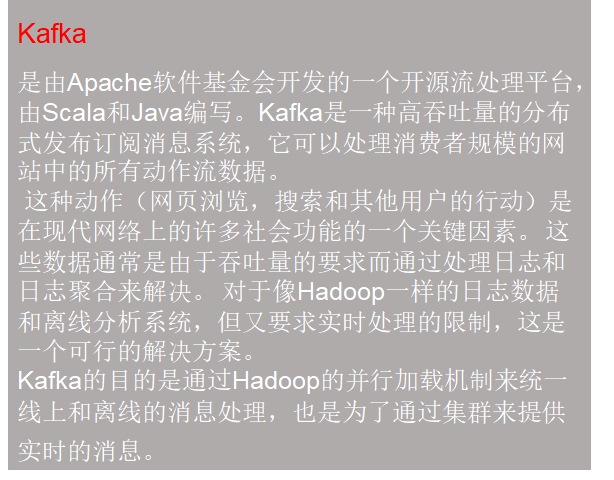 Kafka
是由Apache软件基金会开发的一个开源流处理平台，
由Scala和Java编写。Kafka是一种高吞吐量的分布
式发布订阅消息系统，它可以处理消费者规模的网
站中的所有动作流数据。
这种动作（网页浏览，搜索和其他用户的行动）是
在现代网络上的许多社会功能的一个关键因素。 这
些数据通常是由于吞吐量的要求而通过处理日志和
日志聚合来解决。 对于像Hadoop一样的日志数据
和离线分析系统，但又要求实时处理的限制，这是
一个可行的解决方案。
Kafka的目的是通过Hadoop的并行加载机制来统一
线上和离线的消息处理，也是为了通过集群来提供
实时的消息。